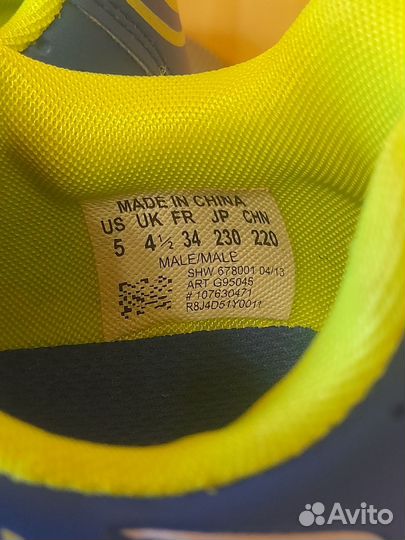 MADE IN CHINA
US UK FR JP CHN
5 4½ 34 230 220
MALE/MALE
SHW 678001 04/13
ART G95045
# 107630471
R8J4D51Y0011
Avito